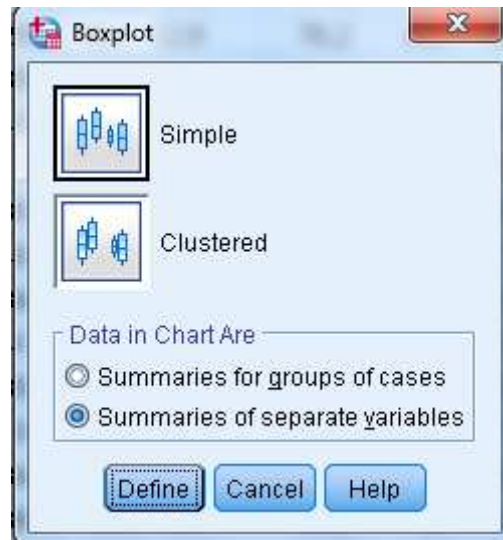 Boxplot
Simple
Clustered
Data in Chart Are
Summaries for groups of cases
Summaries of separate variables
Define Cancel Help